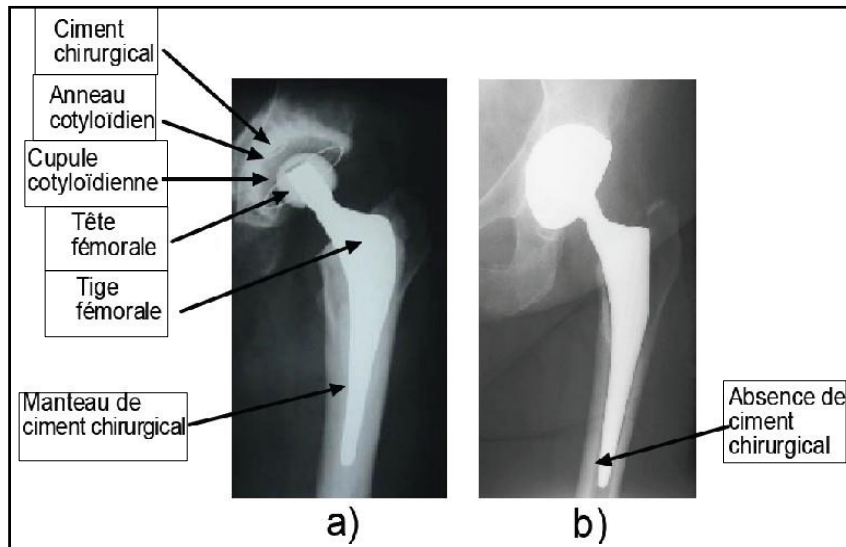 Ciment
chirurgical
Anneau
cotyloïdien
Cupule
cotyloïdienne
Tête
fémorale
Tige
fémorale
Manteau de
ciment chirurgical
Absence de
ciment
chirurgical
a)
b)